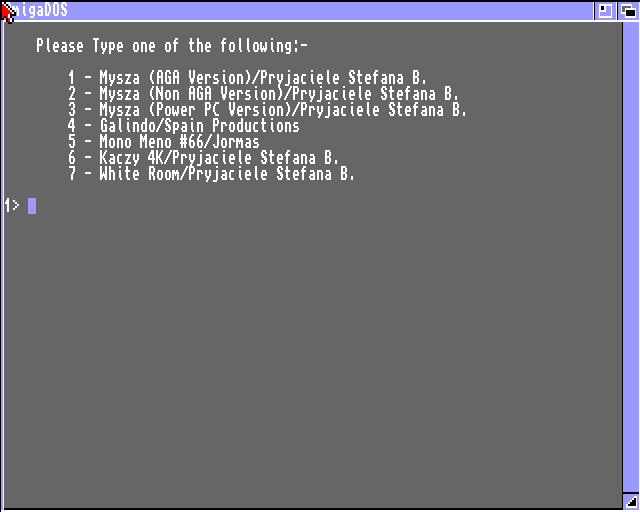 AmigaDOS
Please Type one of the following:-
1 - Mysza (AGA Version)/Pryjaciele Stefana B.
2 - Mysza (Non AGA Version)/Pryjaciele Stefana B.
3 - Mysza (Power PC Version)/Pryjaciele Stefana B.
4 - Galindo/Spain Productions
5 - Mono Meno #66/Jormas
6 - Kaczy 4K/Pryjaciele Stefana B.
7 - White Room/Pryjaciele Stefana B.
1>